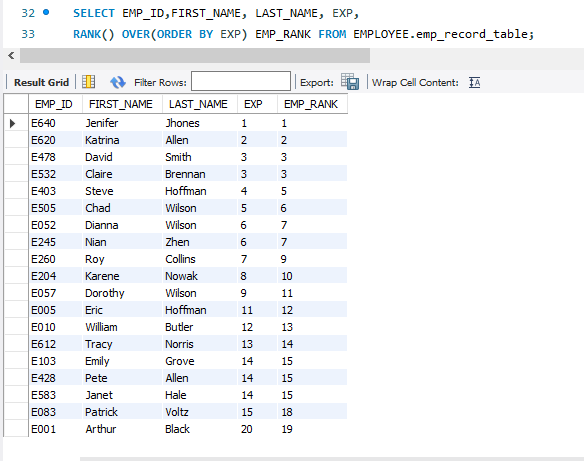 32 SELECT EMP_ID,FIRST_NAME, LAST_NAME, EXP,
33 RANK() OVER(ORDER BY EXP) EMP_RANK FROM EMPLOYEE.emp_record_table;
Result Grid Filter Rows: Export: Wrap Cell Content:
EMP_ID FIRST_NAME LAST_NAME EXP EMP_RANK
E640 Jenifer Jhones 1 1
E620 Katrina Allen 2 2
E478 David Smith 3 3
E532 Claire Brennan 3 3
E403 Steve Hoffman 4 5
E505 Chad Wilson 5 6
E052 Dianna Wilson 6 7
E245 Nian Zhen 6 7
E260 Roy Collins 7 9
E204 Karene Nowak 8 10
E057 Dorothy Wilson 9 11
E005 Eric Hoffman 11 12
E010 William Butler 12 13
E612 Tracy Norris 13 14
E103 Emily Grove 14 15
E428 Pete Allen 14 15
E583 Janet Hale 14 15
E083 Patrick Voltz 15 18
E001 Arthur Black 20 19